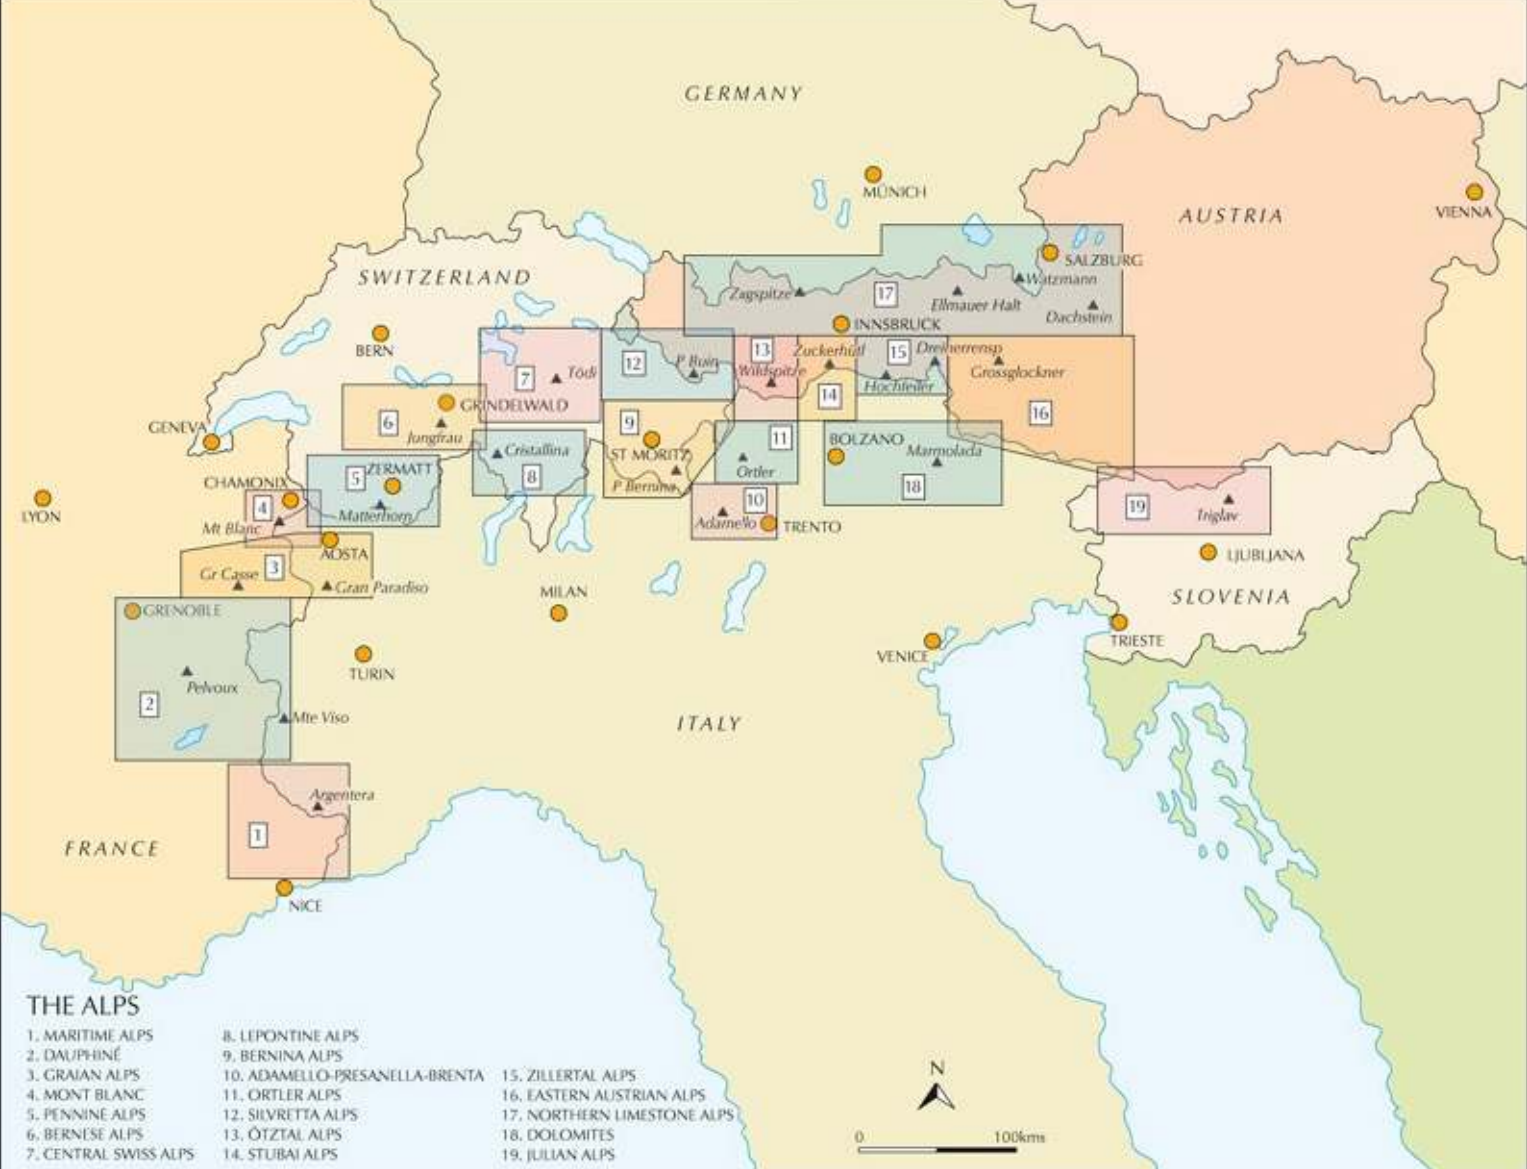 GERMANY
MÜNICH
AUSTRIA
VIENNA
SWITZERLAND
SALZBURG
Watzmann
Zugspitze
17
Ellmauer Halt
Dachstein
INNSBRUCK
BERN
13
Zuckerhütl
15
Dreiherrensp
12
P Buin
7
Tödi
Wildspitze
Hochfeiler
Grossglockner
14
16
GRINDELWALD
6
Jungfrau
9
GENEVA
ST MORITZ
11
BOLZANO
Cristallina
Marmolada
ZERMATT
5
8
Ortler
CHAMONIX
P Bernina
18
4
10
19
LYON
Matterhorn
Triglav
Mt Blanc
Adamello
TRENTO
AOSTA
LJUBLJANA
3
Gr Casse
Gran Paradiso
MILAN
SLOVENIA
GRENOBLE
TRIESTE
VENICE
TURIN
Pelvoux
2
Mte Viso
ITALY
Argentera
1
FRANCE
NICE
THE ALPS
1. MARITIME ALPS
2. DAUPHINÉ
3. GRAIAN ALPS
4. MONT BLANC
5. PENNINE ALPS
6. BERNESE ALPS
7. CENTRAL SWISS ALPS
8. LEPONTINE ALPS
9. BERNINA ALPS
10. ADAMELLO-PRESANELLA-BRENTA
11. ORTLER ALPS
12. SILVRETTA ALPS
13. ÖTZTAL ALPS
14. STUBAI ALPS
15. ZILLERTAL ALPS
16. EASTERN AUSTRIAN ALPS
17. NORTHERN LIMESTONE ALPS
18. DOLOMITES
19. JULIAN ALPS
N
0 100kms